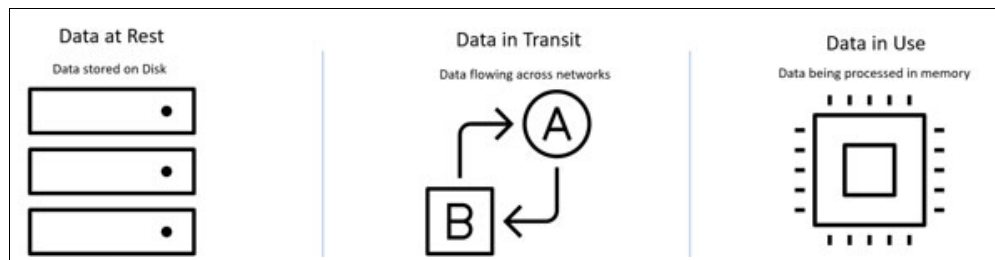 Data at Rest
Data stored on Disk
Data in Transit
Data flowing across networks
A
B
Data in Use
Data being processed in memory